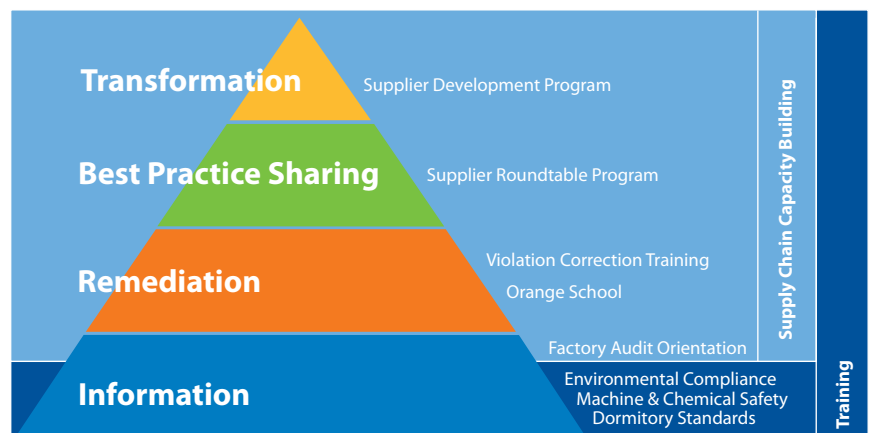 Transformation
Supplier Development Program
Best Practice Sharing
Supplier Roundtable Program
Remediation
Violation Correction Training
Orange School
Factory Audit Orientation
Information
Environmental Compliance
Machine & Chemical Safety
Dormitory Standards
Supply Chain Capacity Building
Training